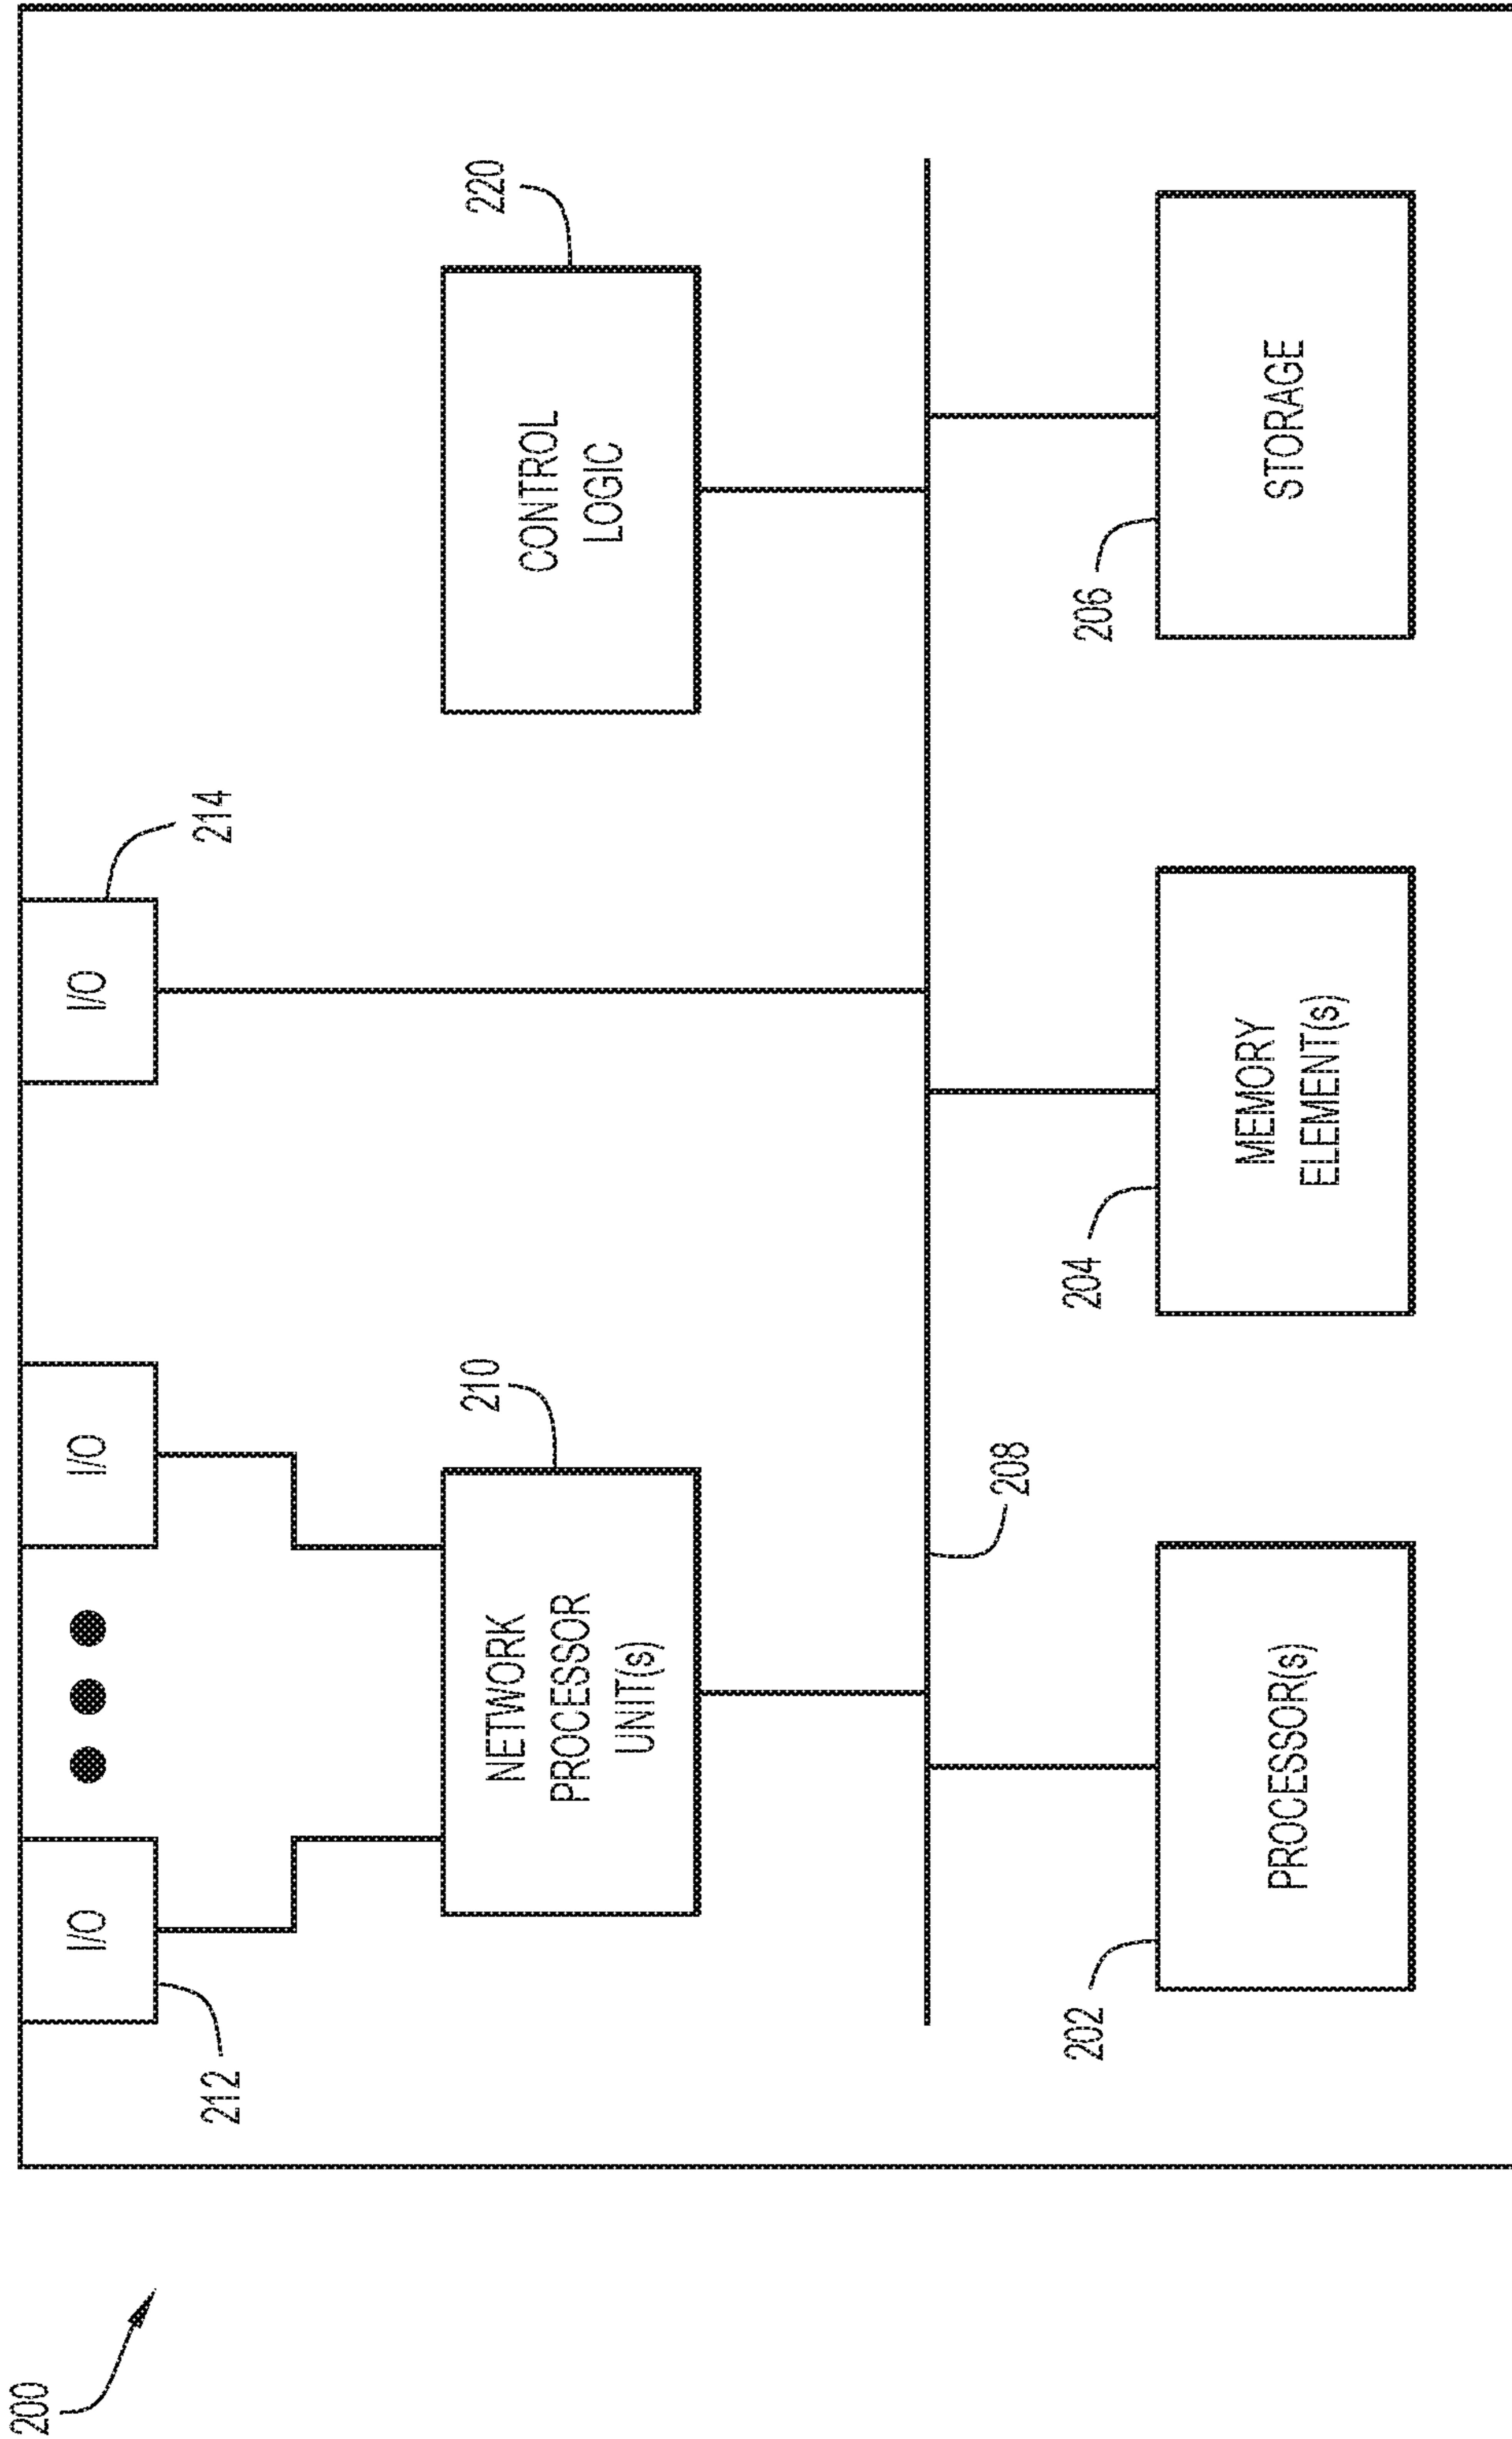 200
212
I/O
I/O
I/O
214
NETWORK
PROCESSOR
UNIT(s)
210
CONTROL
LOGIC
220
208
202
PROCESSOR(s)
204
MEMORY
ELEMENT(s)
206
STORAGE